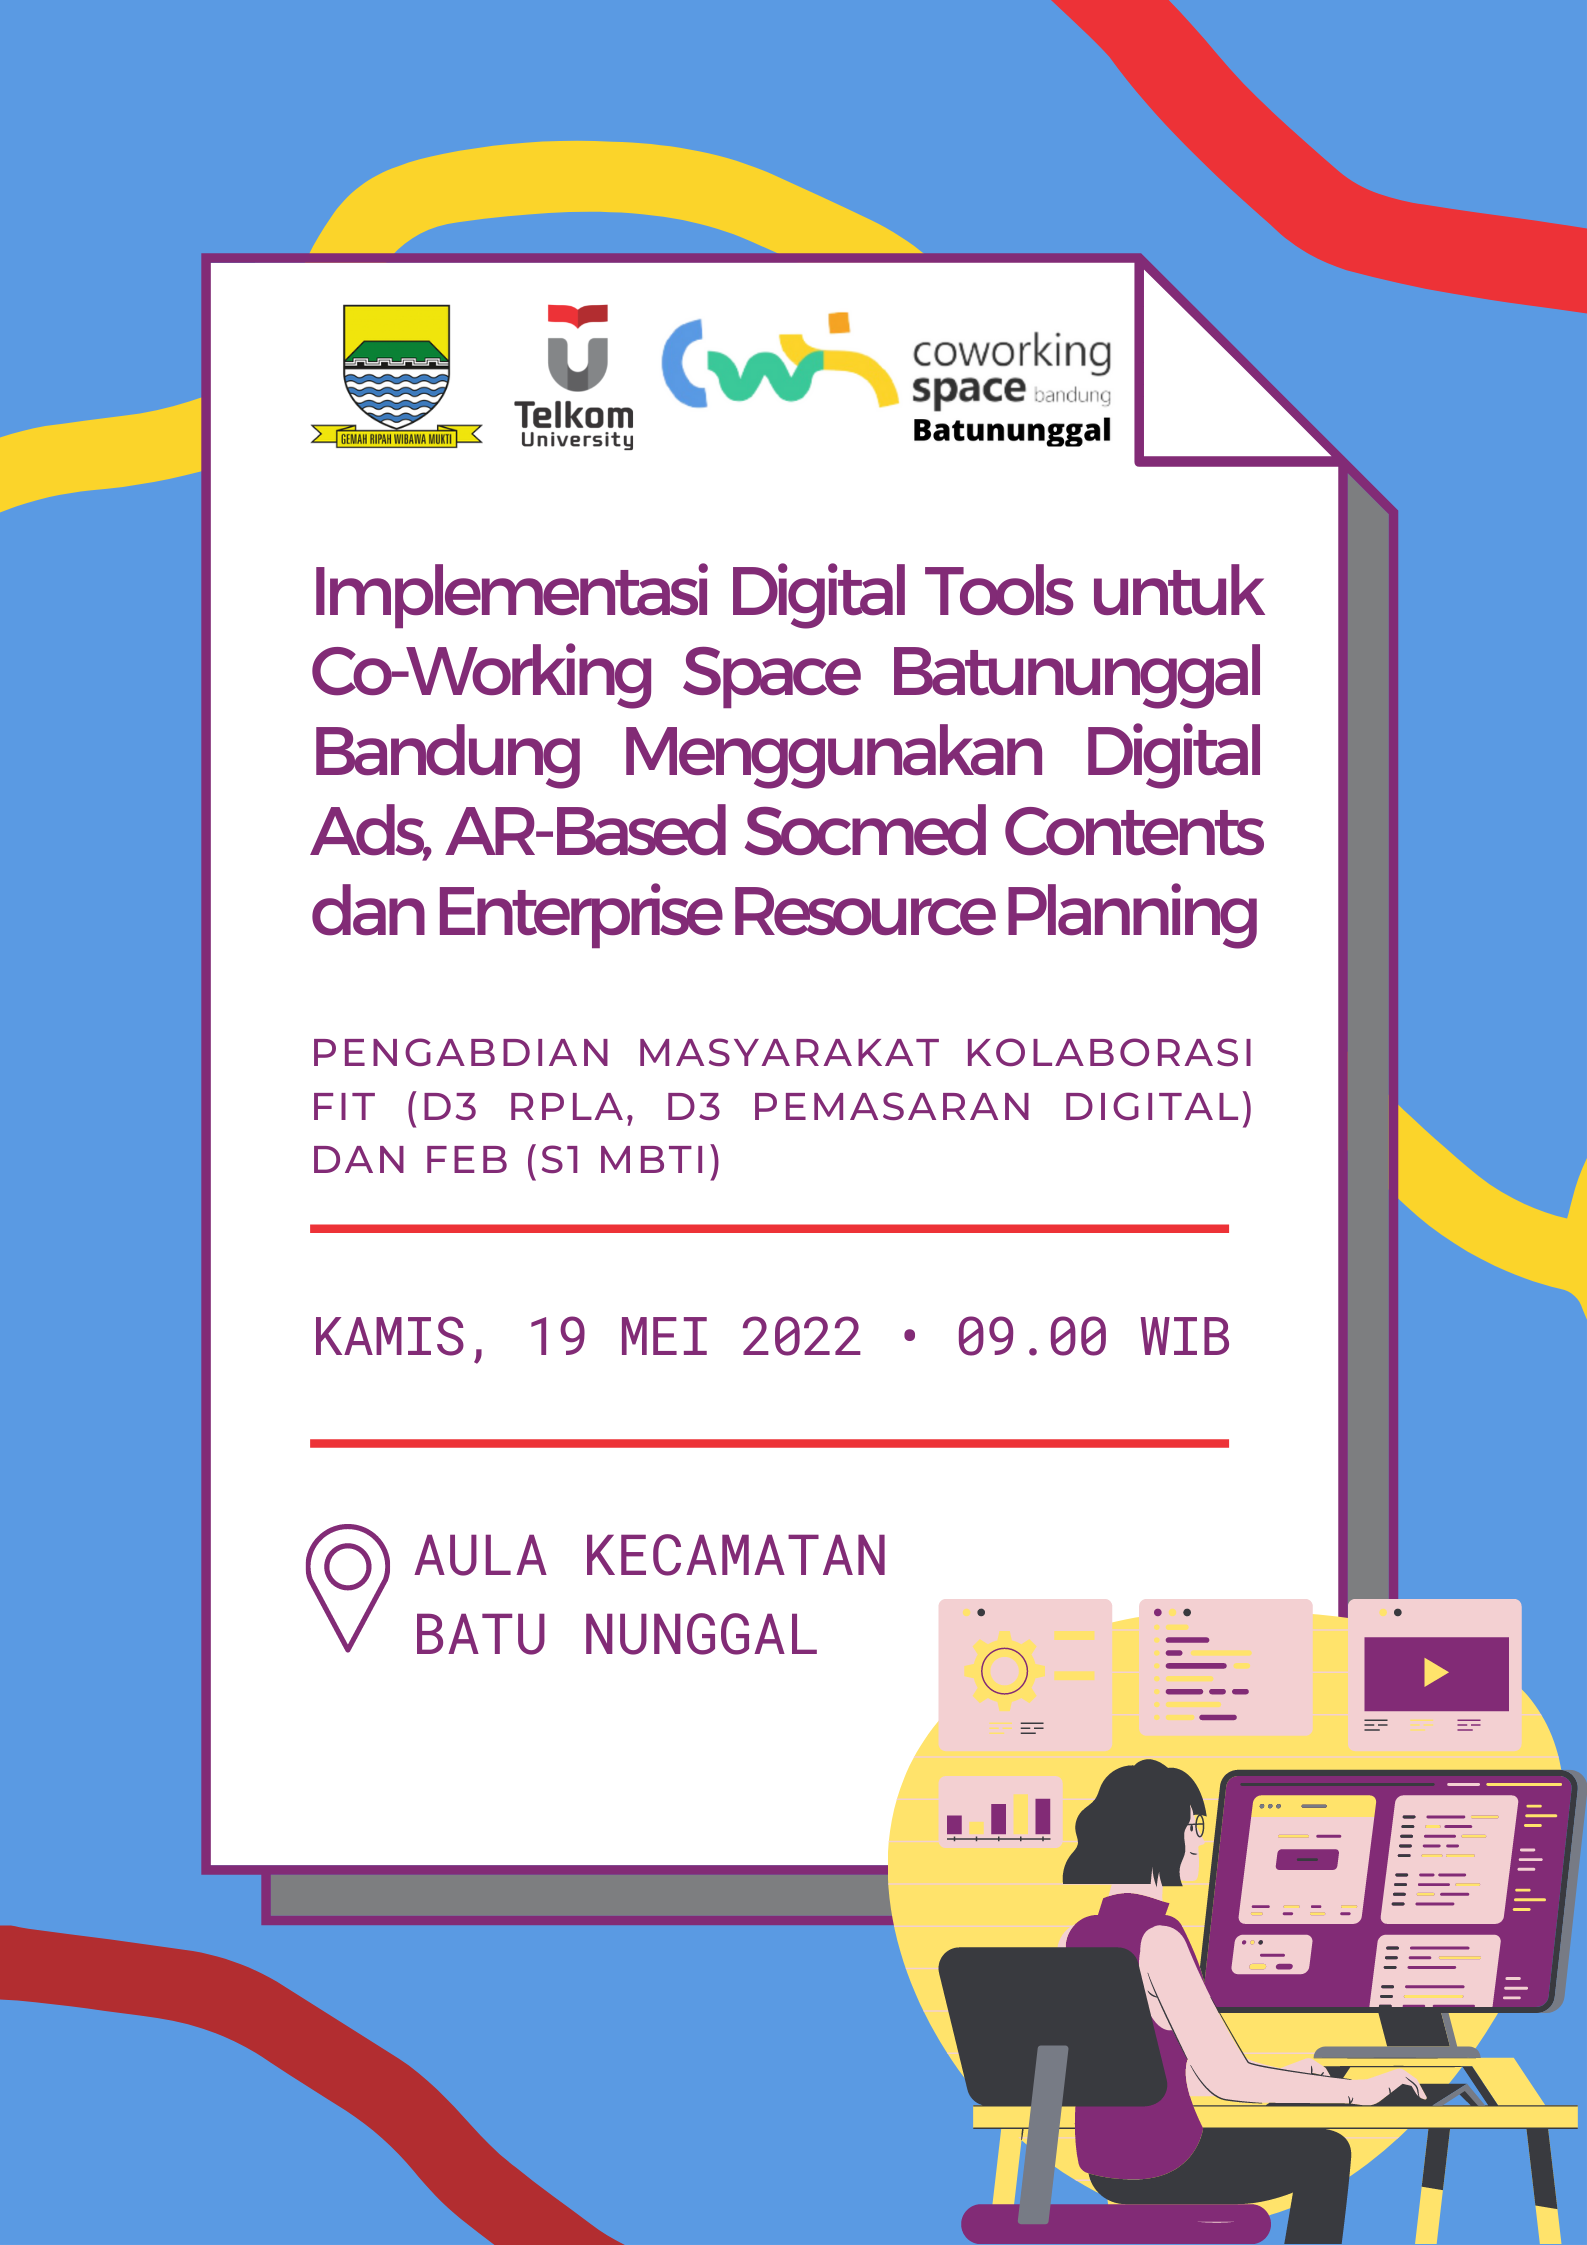 GEMAH RIPAH WIBAWA MUKTI
Telkom
University
coworking
space bandung
Batununggal
Implementasi Digital Tools untuk
Co-Working Space Batununggal
Bandung Menggunakan Digital
Ads, AR-Based Socmed Contents
dan Enterprise Resource Planning
PENGABDIAN MASYARAKAT KOLABORASI
FIT (D3 RPLA, D3 PEMASARAN DIGITAL)
DAN FEB (S1 MBTI)
KAMIS, 19 MEI 2022 • 09.00 WIB
AULA KECAMATAN
BATU NUNGGAL